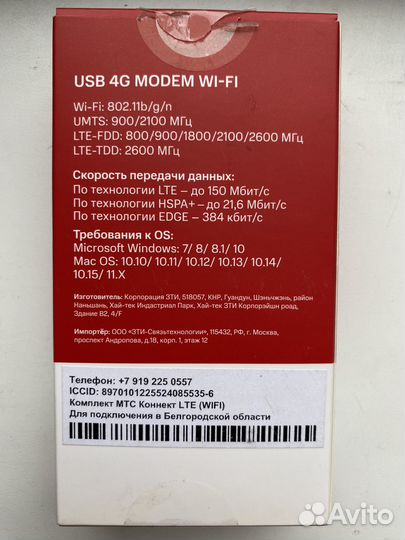 USB 4G MODEM WI-FI
Wi-Fi: 802.11b/g/n
UMTS: 900/2100 МГц
LTE-FDD: 800/900/1800/2100/2600 МГц
LTE-TDD: 2600 МГц
Скорость передачи данных:
По технологии LTE – до 150 Мбит/с
По технологии HSPA+ – до 21,6 Мбит/с
По технологии EDGE – 384 кбит/с
Требования к OS:
Microsoft Windows: 7/ 8/ 8.1/ 10
Mac OS: 10.10/ 10.11/ 10.12/ 10.13/ 10.14/
10.15/ 11.X
Изготовитель: Корпорация ЗТИ, 518057, КНР, Гуандун, Шэньчжэнь, район
Наньшань, Хай-тек Индастриал Парк, Хай-тек ЗТИ Корпорэйшн роад,
Здание В2, 4/F
Импортёр: ООО «ЗТИ-Связьтехнологии», 115432, РФ, г. Москва,
проспект Андропова, д.18, корп. 1, этаж 12
Телефон: +7 919 225 0557
ICCID: 8970101225524085535-6
Комплект МТС Коннект LTE (WIFI)
Для подключения в Белгородской области
Avito